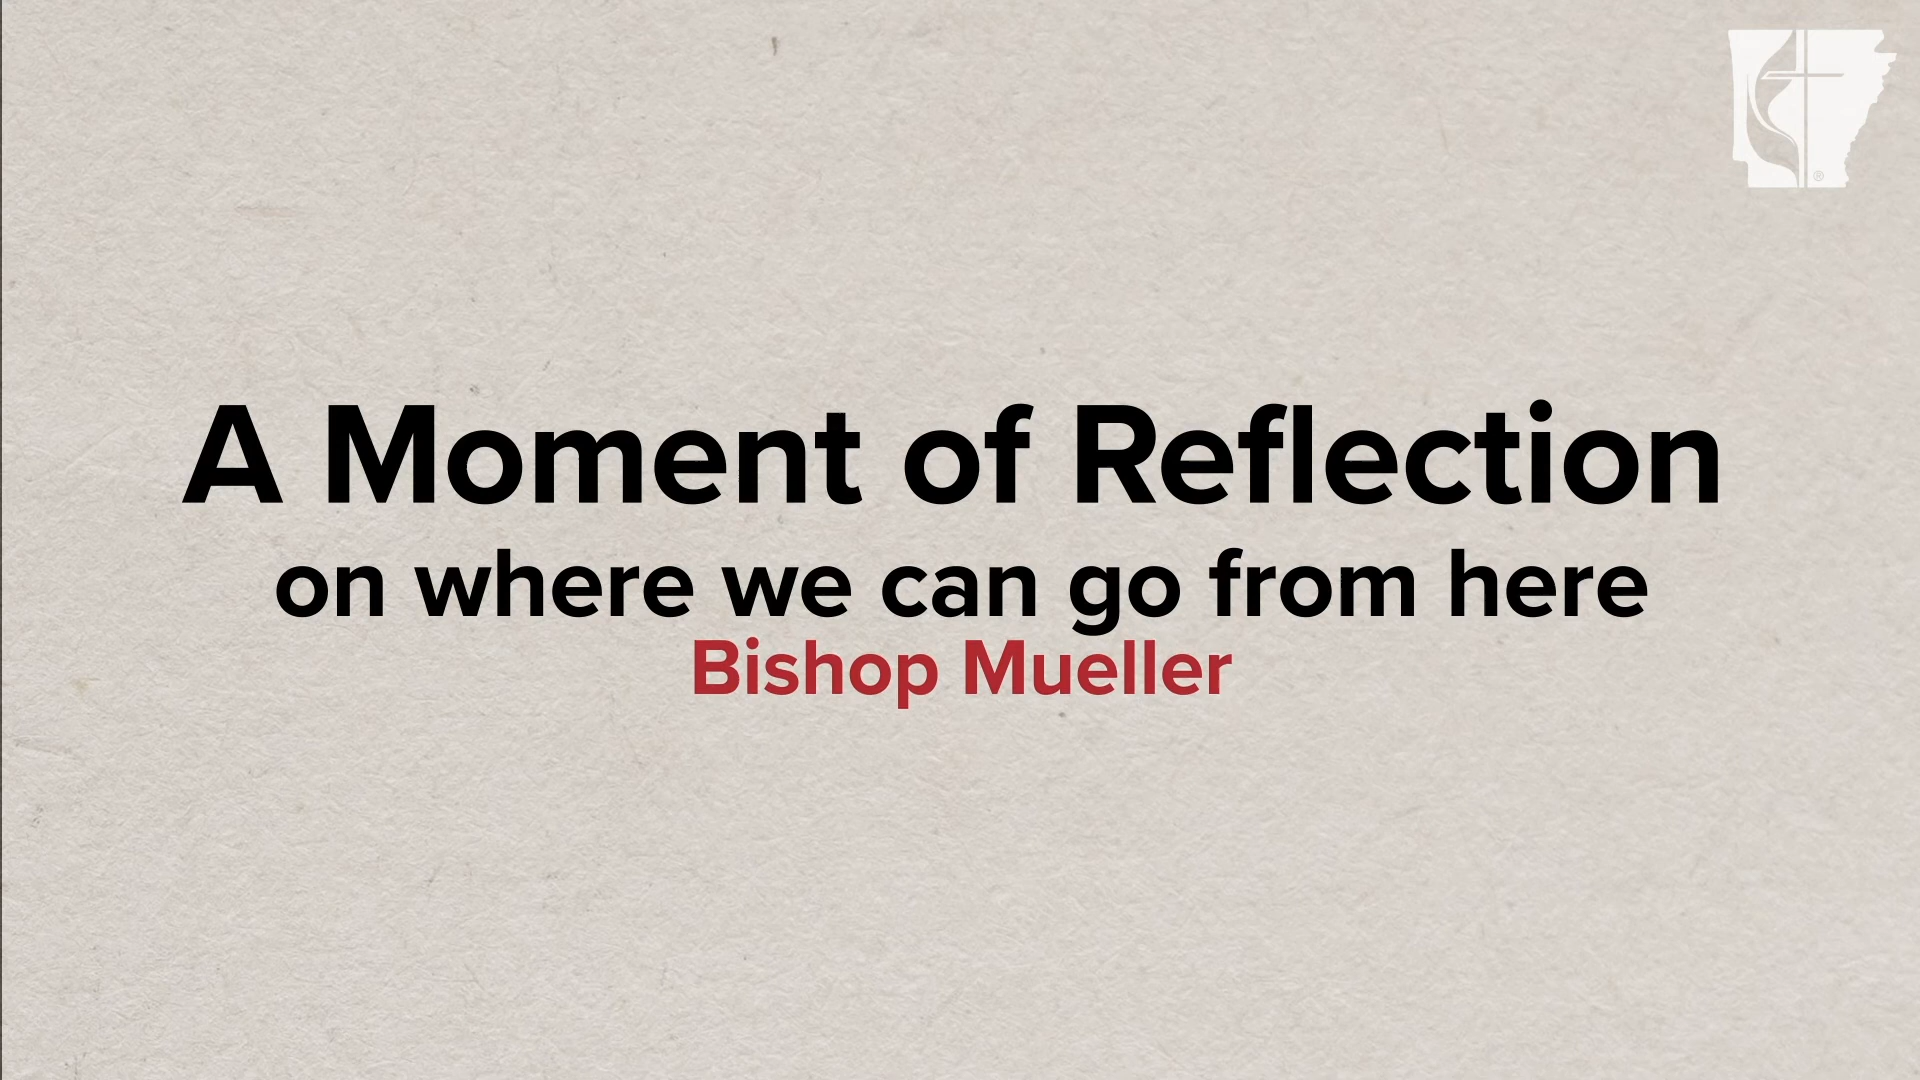 ®
A Moment of Reflection
on where we can go from here
Bishop Mueller